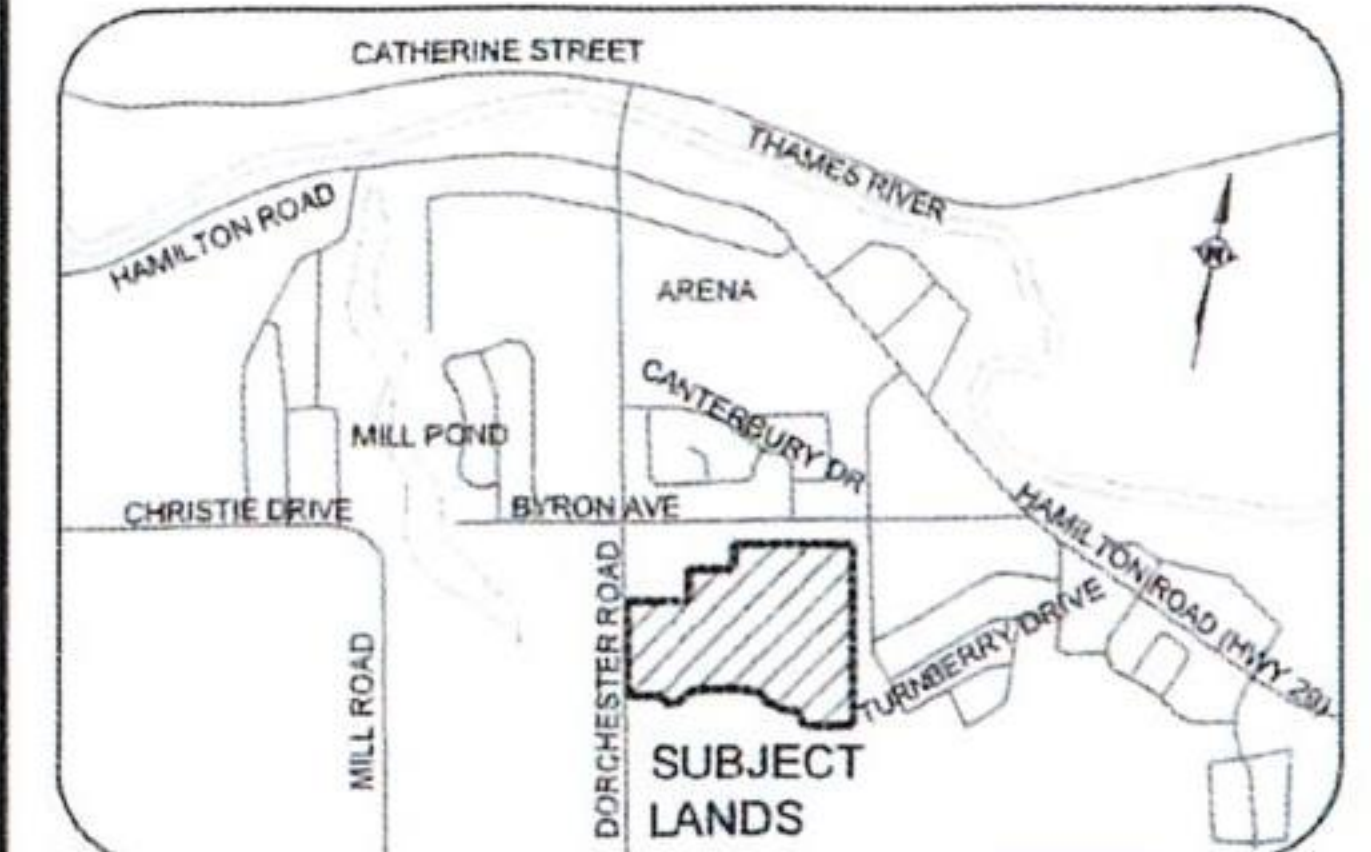 CATHERINE STREET
THAMES RIVER
HAMILTON ROAD
N
ARENA
CANTERBURY DR
MILL POND
CHRISTIE DRIVE
BYRON AVE
HAMILTON ROAD (HWY 29)
DORCHESTER ROAD
TURNBERRY DRIVE
MILL ROAD
SUBJECT
LANDS